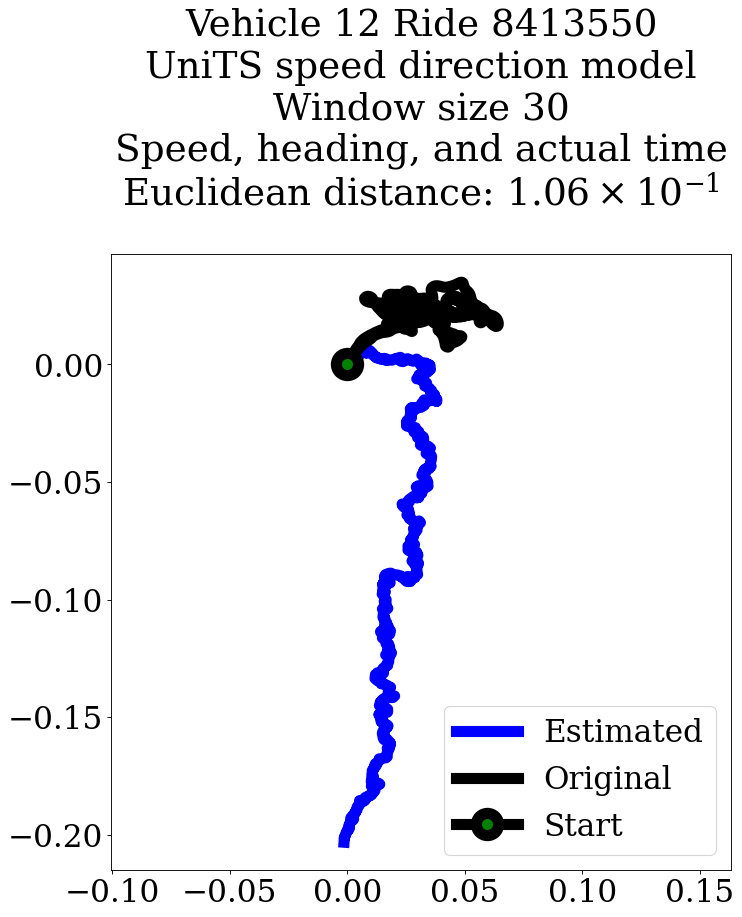 Vehicle 12 Ride 8413550
UniTS speed direction model
Window size 30
Speed, heading, and actual time
Euclidean distance: 1.06 × 10⁻¹
0.00
−0.05
−0.10
−0.15
−0.20
Estimated
Original
Start
−0.10 −0.05 0.00 0.05 0.10 0.15